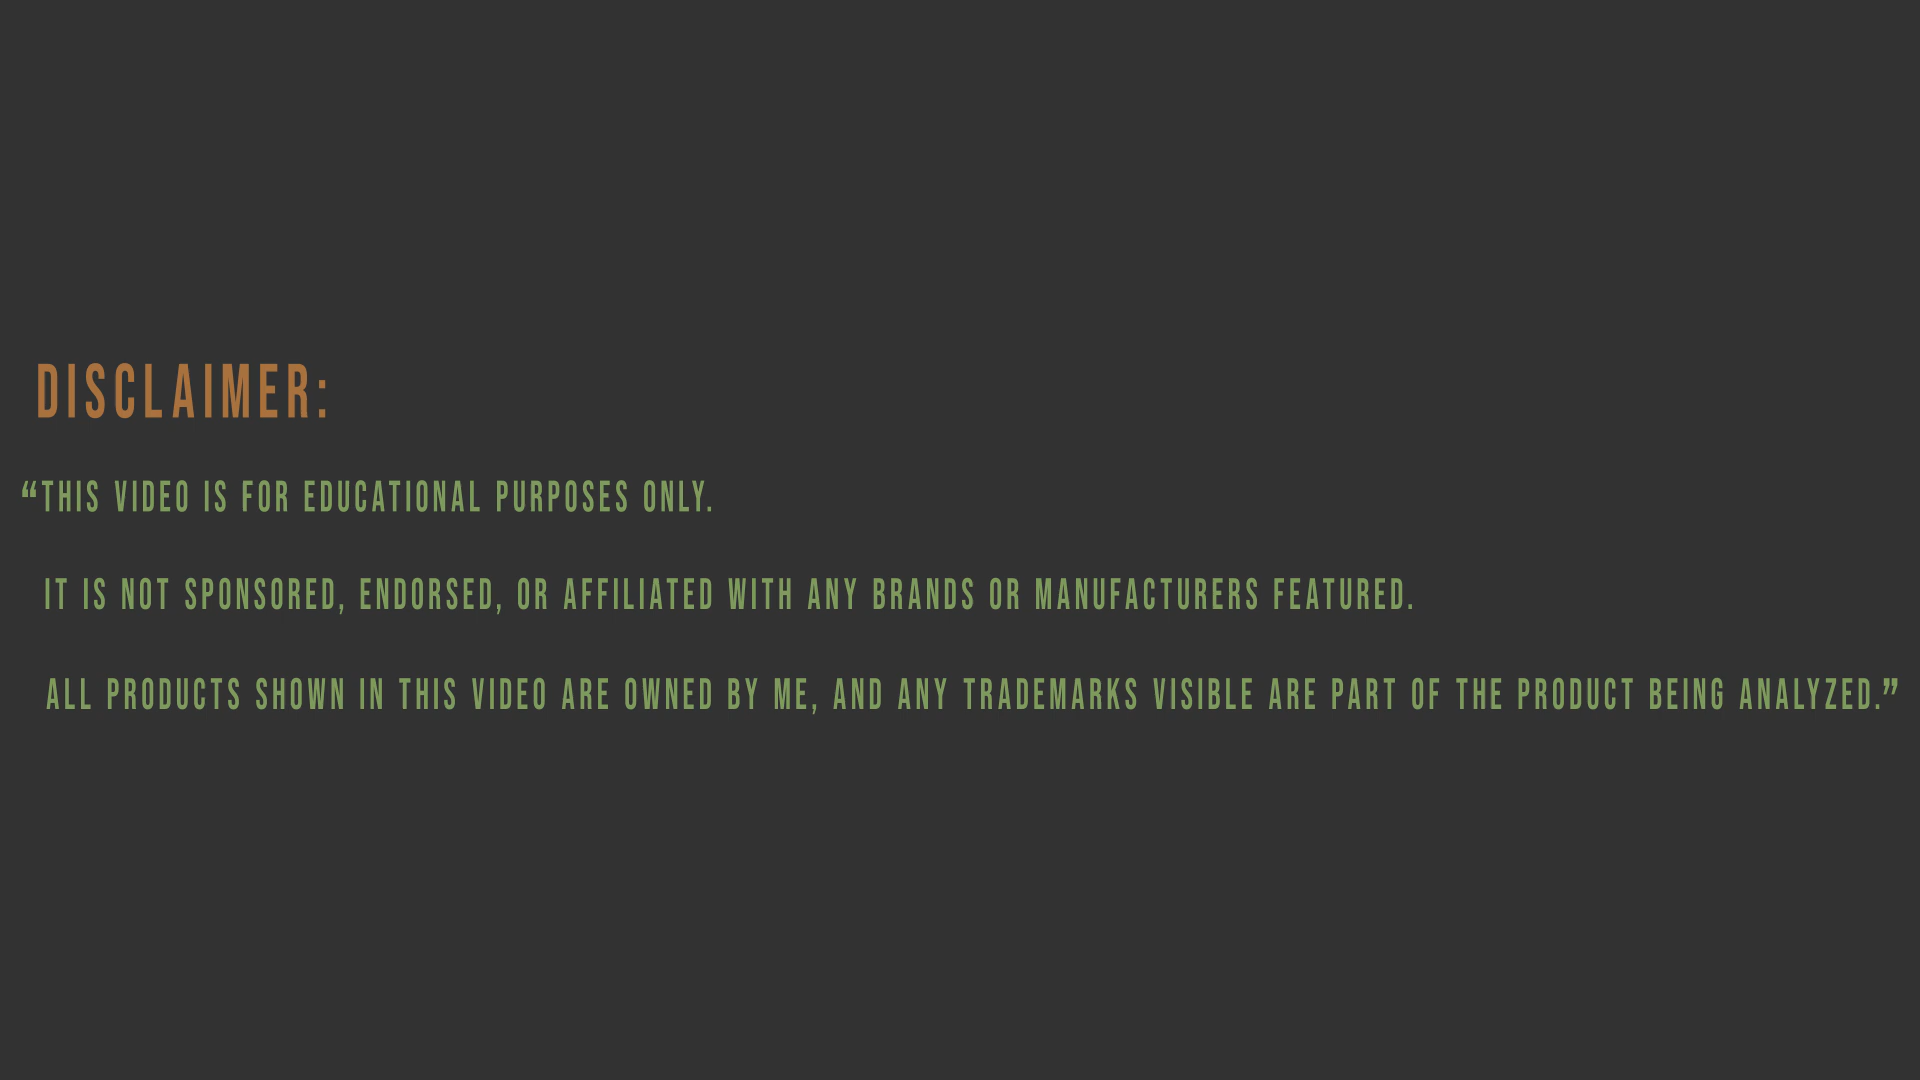 DISCLAIMER:
“THIS VIDEO IS FOR EDUCATIONAL PURPOSES ONLY.
IT IS NOT SPONSORED, ENDORSED, OR AFFILIATED WITH ANY BRANDS OR MANUFACTURERS FEATURED.
ALL PRODUCTS SHOWN IN THIS VIDEO ARE OWNED BY ME, AND ANY TRADEMARKS VISIBLE ARE PART OF THE PRODUCT BEING ANALYZED.”